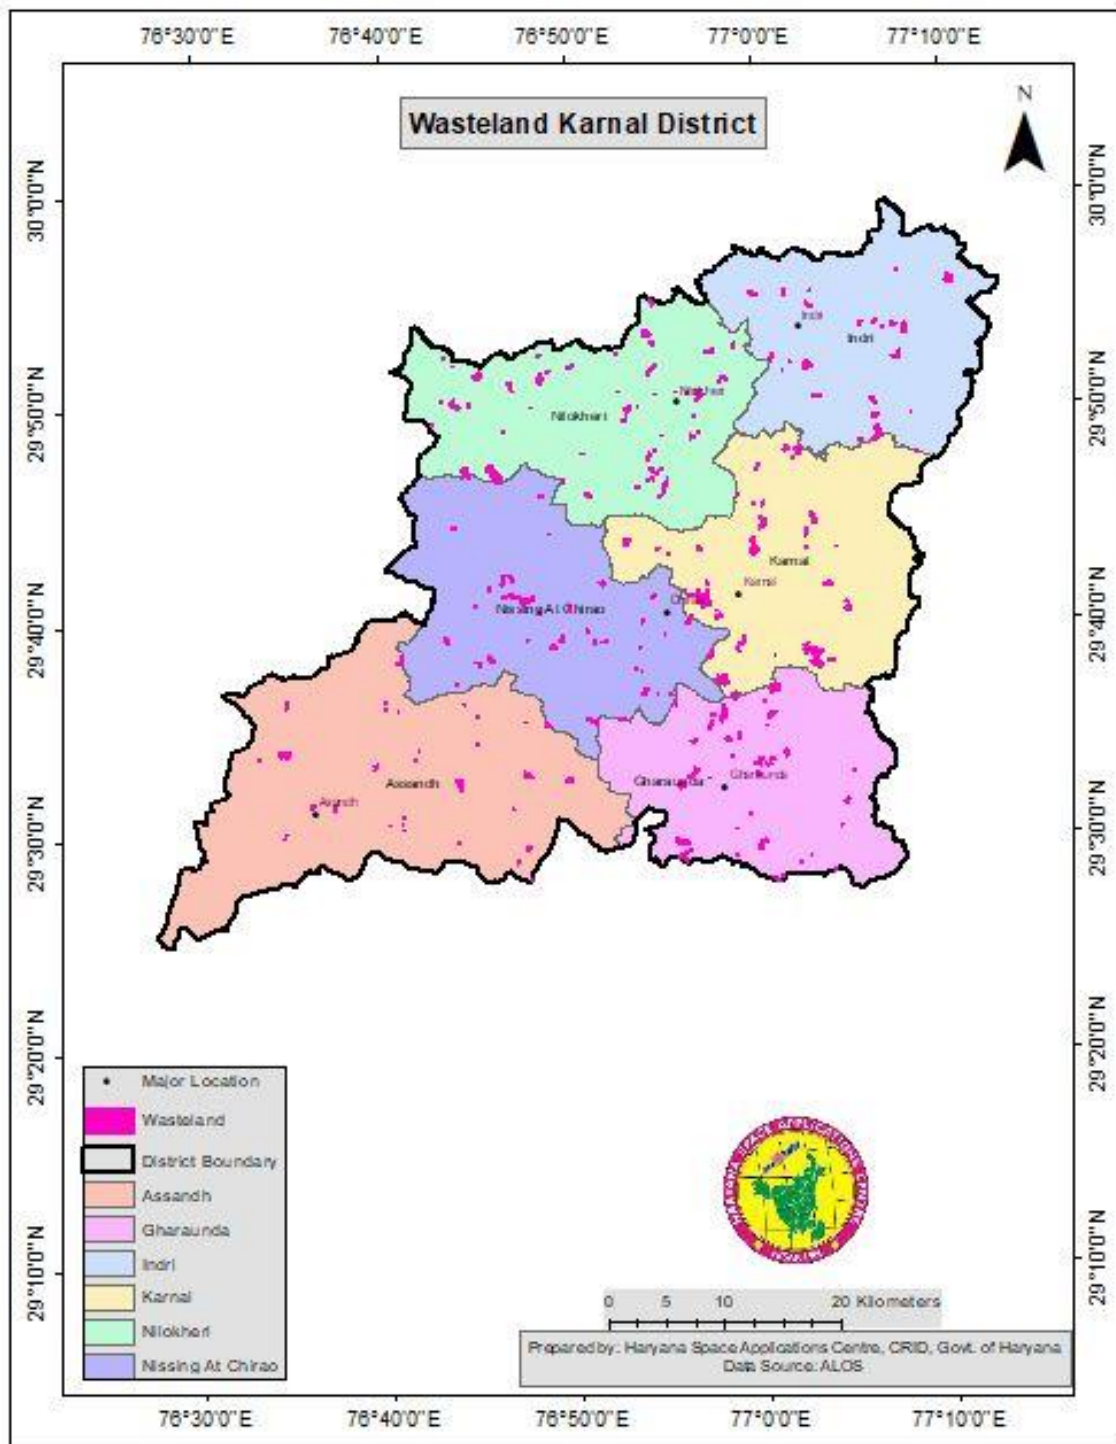 76°30'0"E 76°40'0"E 76°50'0"E 77°0'0"E 77°10'0"E
Wasteland Karnal District
N
30°0'0"N 30°0'0"N
Indri
Indri
29°50'0"N 29°50'0"N
Nilokheri
Nilokheri
Karnal
Karnal
Nissing At Chirao
29°40'0"N 29°40'0"N
Gharaunda
Gharaunda
Assandh
Asandh
29°30'0"N 29°30'0"N
29°20'0"N 29°20'0"N
Major Location
Wasteland
District Boundary
Assandh
Gharaunda
Indri
Karnal
Nilokheri
Nissing At Chirao
HARYANA SPACE APPLICATIONS CENTRE
29°10'0"N 29°10'0"N
0 5 10 20 Kilometers
Prepared by: Haryana Space Applications Centre, CRID, Govt. of Haryana
Data Source: ALOS
76°30'0"E 76°40'0"E 76°50'0"E 77°0'0"E 77°10'0"E